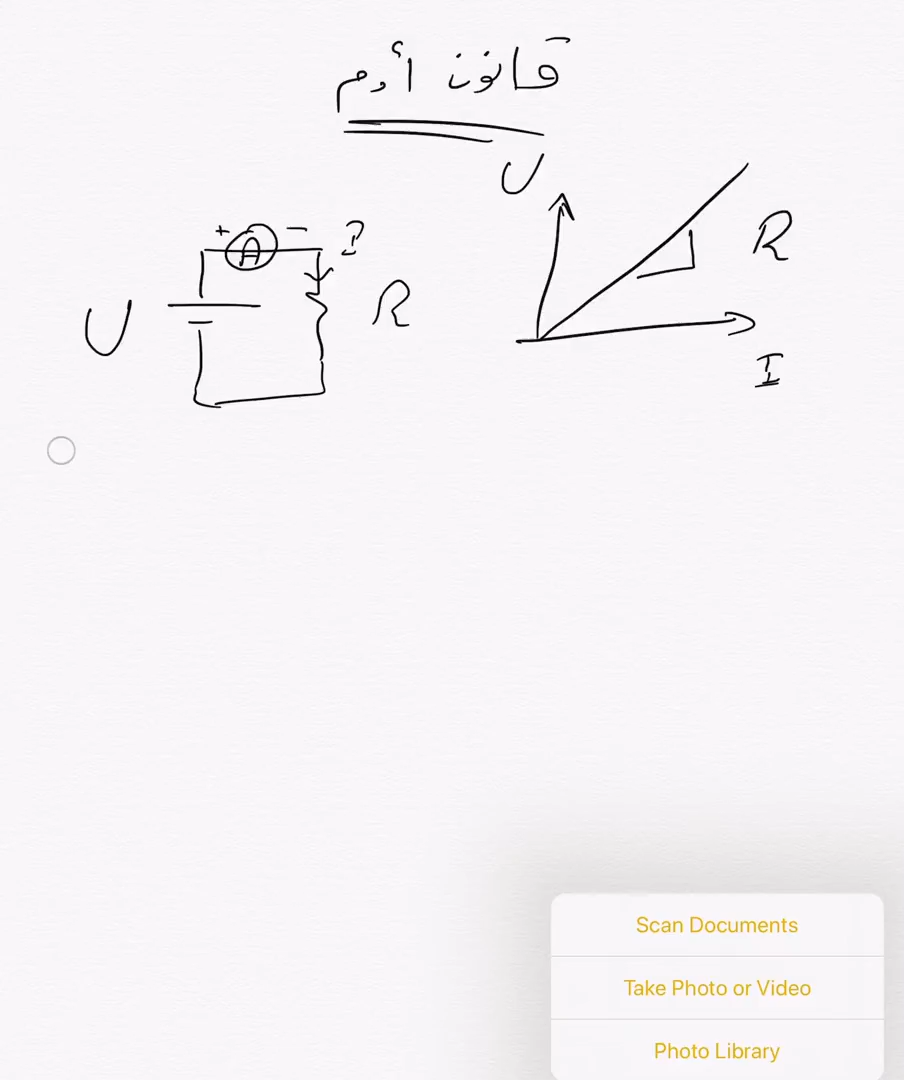 قانون أوم
U
+ A - I
R
U
R
I
Scan Documents
Take Photo or Video
Photo Library